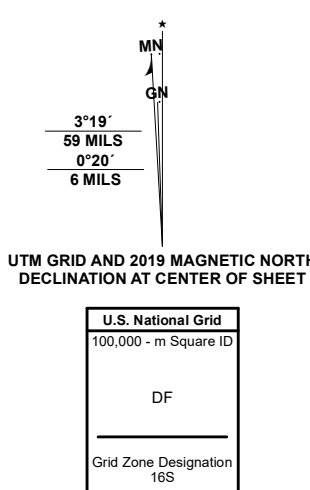 MN
GN
3°19´
59 MILS
0°20´
6 MILS
UTM GRID AND 2019 MAGNETIC NORTH
DECLINATION AT CENTER OF SHEET
U.S. National Grid
100,000 - m Square ID
DF
Grid Zone Designation
16S